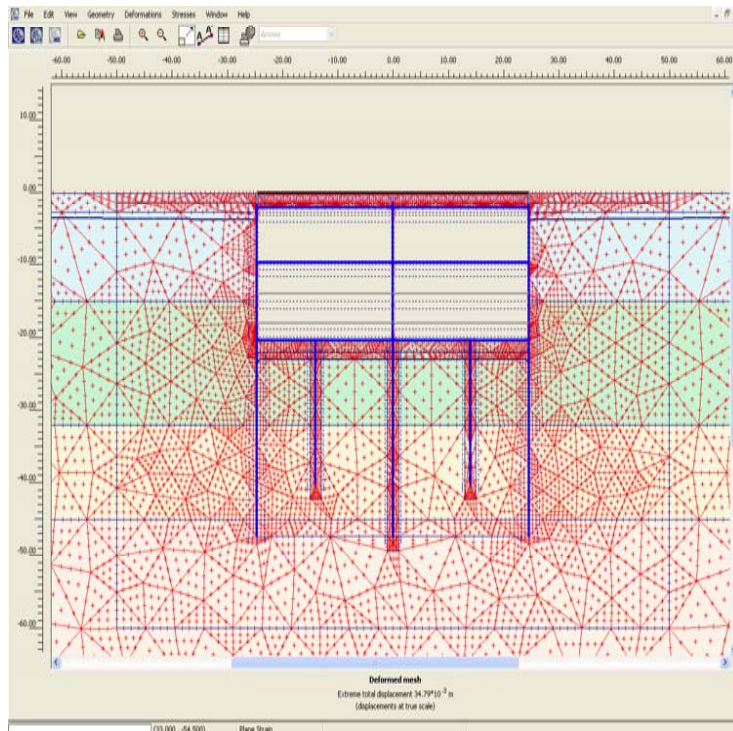 File Edit View Geometry Deformations Stresses Window Help
Arrows
-60.00 -50.00 -40.00 -30.00 -20.00 -10.00 0.00 10.00 20.00 30.00 40.00 50.00 60.00
10.00
0.00
-10.00
-20.00
-30.00
-40.00
-50.00
-60.00
Deformed mesh
Extreme total displacement 34.79*10-3 m
(displacements at true scale)
(33.000 , -54.500) Plane Strain